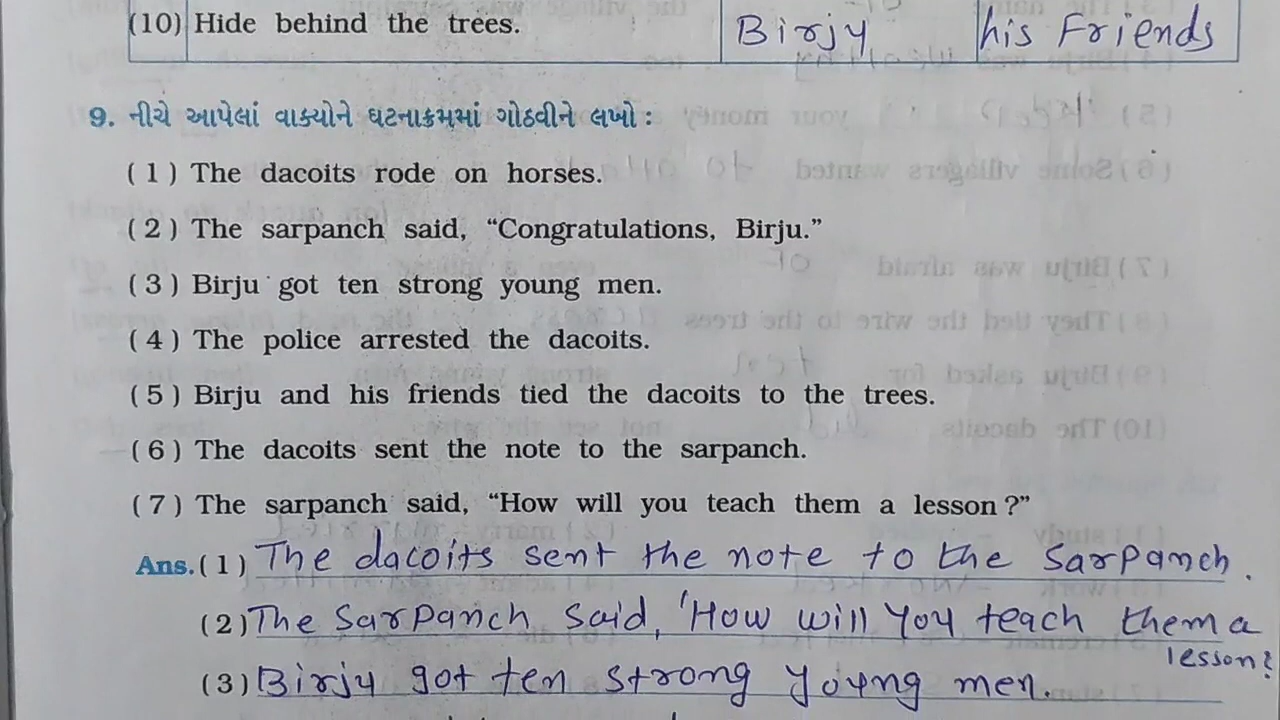 (10) Hide behind the trees. Birju his Friends
9. નીચે આપેલાં વાક્યોને ઘટનાક્રમમાં ગોઠવીને લખો :
(1) The dacoits rode on horses.
(2) The sarpanch said, “Congratulations, Birju.”
(3) Birju got ten strong young men.
(4) The police arrested the dacoits.
(5) Birju and his friends tied the dacoits to the trees.
(6) The dacoits sent the note to the sarpanch.
(7) The sarpanch said, “How will you teach them a lesson ?”
Ans. (1) The dacoits sent the note to the Sarpanch.
(2) The Sarpanch said, 'How will you teach them a
lesson?
(3) Birju got ten strong young men.